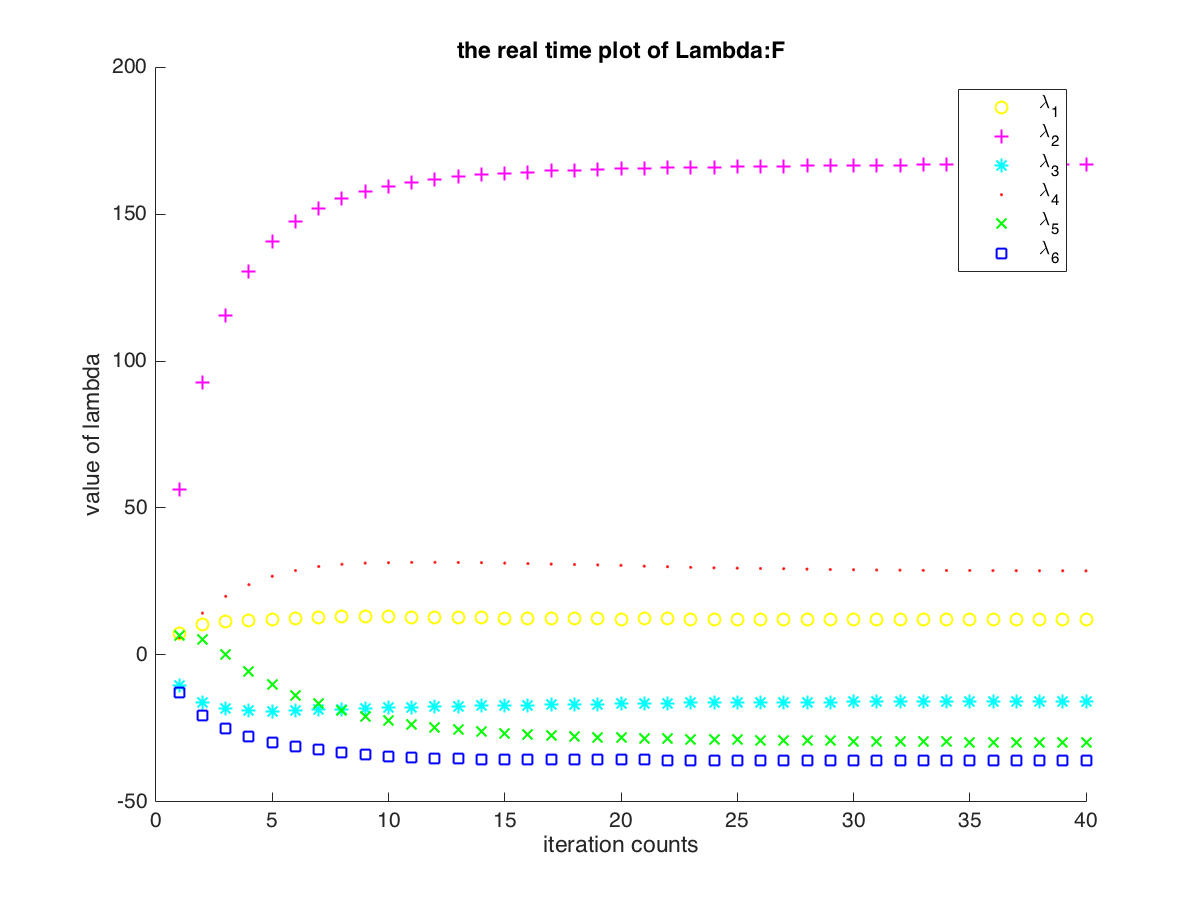 the real time plot of Lambda:F
200
150
100
50
0
-50
value of lambda
λ1
λ2
λ3
λ4
λ5
λ6
0 5 10 15 20 25 30 35 40
iteration counts